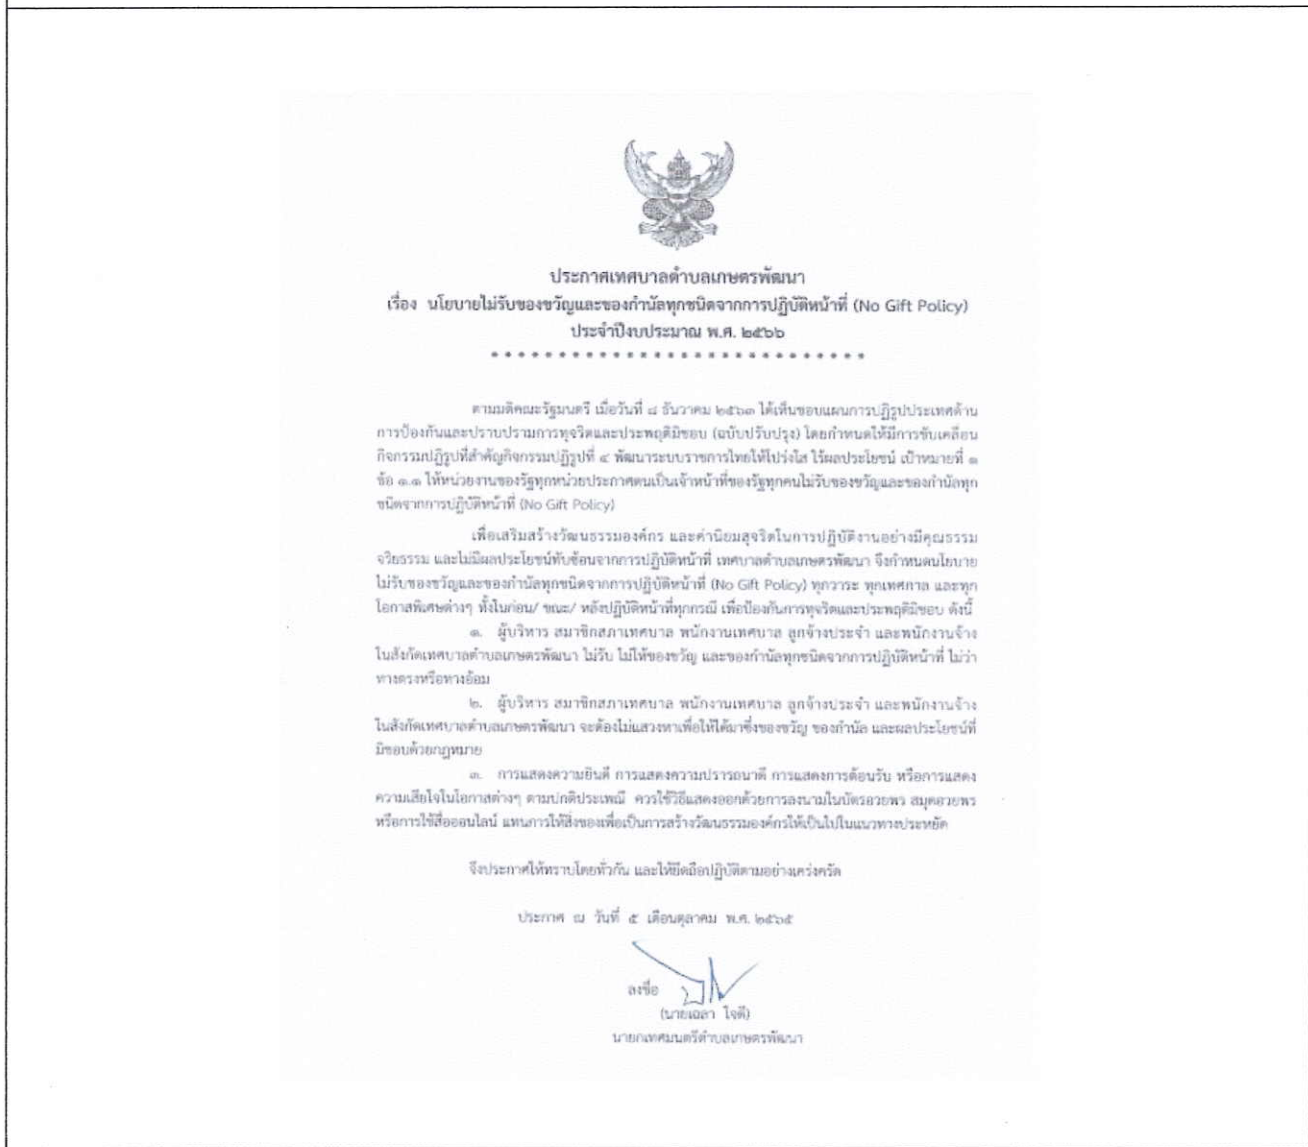 ประกาศเทศบาลตำบลเกษตรพัฒนา
เรื่อง นโยบายไม่รับของขวัญและของกำนัลทุกชนิดจากการปฏิบัติหน้าที่ (No Gift Policy)
ประจำปีงบประมาณ พ.ศ. ๒๕๖๖
ตามมติคณะรัฐมนตรี เมื่อวันที่ ๘ ธันวาคม ๒๕๖๓ ได้เห็นชอบแผนการปฏิรูปประเทศด้าน
การป้องกันและปราบปรามการทุจริตและประพฤติมิชอบ (ฉบับปรับปรุง) โดยกำหนดให้มีการขับเคลื่อน
กิจกรรมปฏิรูปที่สำคัญกิจกรรมปฏิรูปที่ ๔ พัฒนาระบบราชการไทยให้โปร่งใส ไร้ผลประโยชน์ เป้าหมายที่ ๑
ข้อ ๑.๑ ให้หน่วยงานของรัฐทุกหน่วยประกาศตนเป็นเจ้าหน้าที่ของรัฐทุกคนไม่รับของขวัญและของกำนัลทุก
ชนิดจากการปฏิบัติหน้าที่ (No Gift Policy)
เพื่อเสริมสร้างวัฒนธรรมองค์กร และค่านิยมสุจริตในการปฏิบัติงานอย่างมีคุณธรรม
จริยธรรม และไม่มีผลประโยชน์ทับซ้อนจากการปฏิบัติหน้าที่ เทศบาลตำบลเกษตรพัฒนา จึงกำหนดนโยบาย
ไม่รับของขวัญและของกำนัลทุกชนิดจากการปฏิบัติหน้าที่ (No Gift Policy) ทุกวาระ ทุกเทศกาล และทุก
โอกาสพิเศษต่างๆ ทั้งในก่อน/ ขณะ/ หลังปฏิบัติหน้าที่ทุกกรณี เพื่อป้องกันการทุจริตและประพฤติมิชอบ ดังนี้
๑. ผู้บริหาร สมาชิกสภาเทศบาล พนักงานเทศบาล ลูกจ้างประจำ และพนักงานจ้าง
ในสังกัดเทศบาลตำบลเกษตรพัฒนา ไม่รับ ไม่ให้ของขวัญ และของกำนัลทุกชนิดจากการปฏิบัติหน้าที่ ไม่ว่า
ทางตรงหรือทางอ้อม
๒. ผู้บริหาร สมาชิกสภาเทศบาล พนักงานเทศบาล ลูกจ้างประจำ และพนักงานจ้าง
ในสังกัดเทศบาลตำบลเกษตรพัฒนา จะต้องไม่แสวงหาเพื่อให้ได้มาซึ่งของขวัญ ของกำนัล และผลประโยชน์ที่
มิชอบด้วยกฎหมาย
๓. การแสดงความยินดี การแสดงความปรารถนาดี การแสดงการต้อนรับ หรือการแสดง
ความเสียใจในโอกาสต่างๆ ตามปกติประเพณี ควรใช้วิธีแสดงออกด้วยการลงนามในบัตรอวยพร สมุดอวยพร
หรือการใช้สื่อออนไลน์ แทนการให้สิ่งของเพื่อเป็นการสร้างวัฒนธรรมองค์กรให้เป็นไปในแนวทางประหยัด
จึงประกาศให้ทราบโดยทั่วกัน และให้ยึดถือปฏิบัติตามอย่างเคร่งครัด
ประกาศ ณ วันที่ ๕ เดือนตุลาคม พ.ศ. ๒๕๖๕
ลงชื่อ
(นายเฉลา ใจดี)
นายกเทศมนตรีตำบลเกษตรพัฒนา